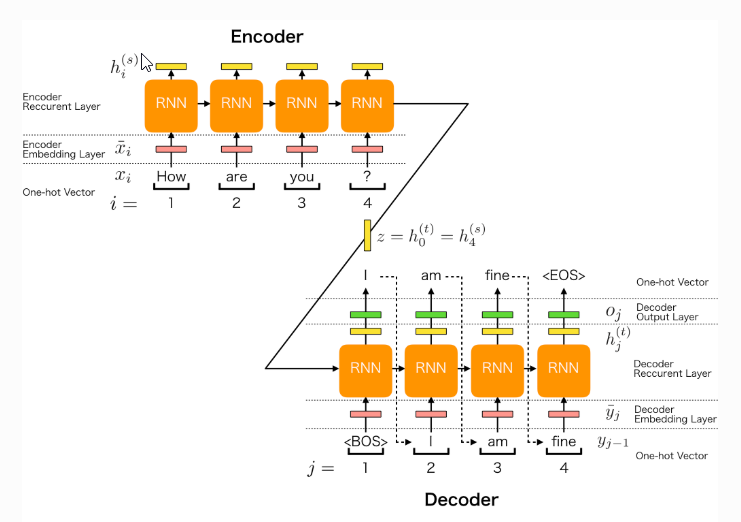 Encoder
h_i^(s)
Encoder
Reccurent Layer
RNN RNN RNN RNN
Encoder
Embedding Layer
x̄_i
x_i How are you ?
One-hot Vector
i = 1 2 3 4
z = h_0^(t) = h_4^(s)
I am fine <EOS>
One-hot Vector
o_j
Decoder
Output Layer
h_j^(t)
RNN RNN RNN RNN
Decoder
Reccurent Layer
ȳ_j
Decoder
Embedding Layer
<BOS> I am fine y_{j-1}
One-hot Vector
j = 1 2 3 4
Decoder